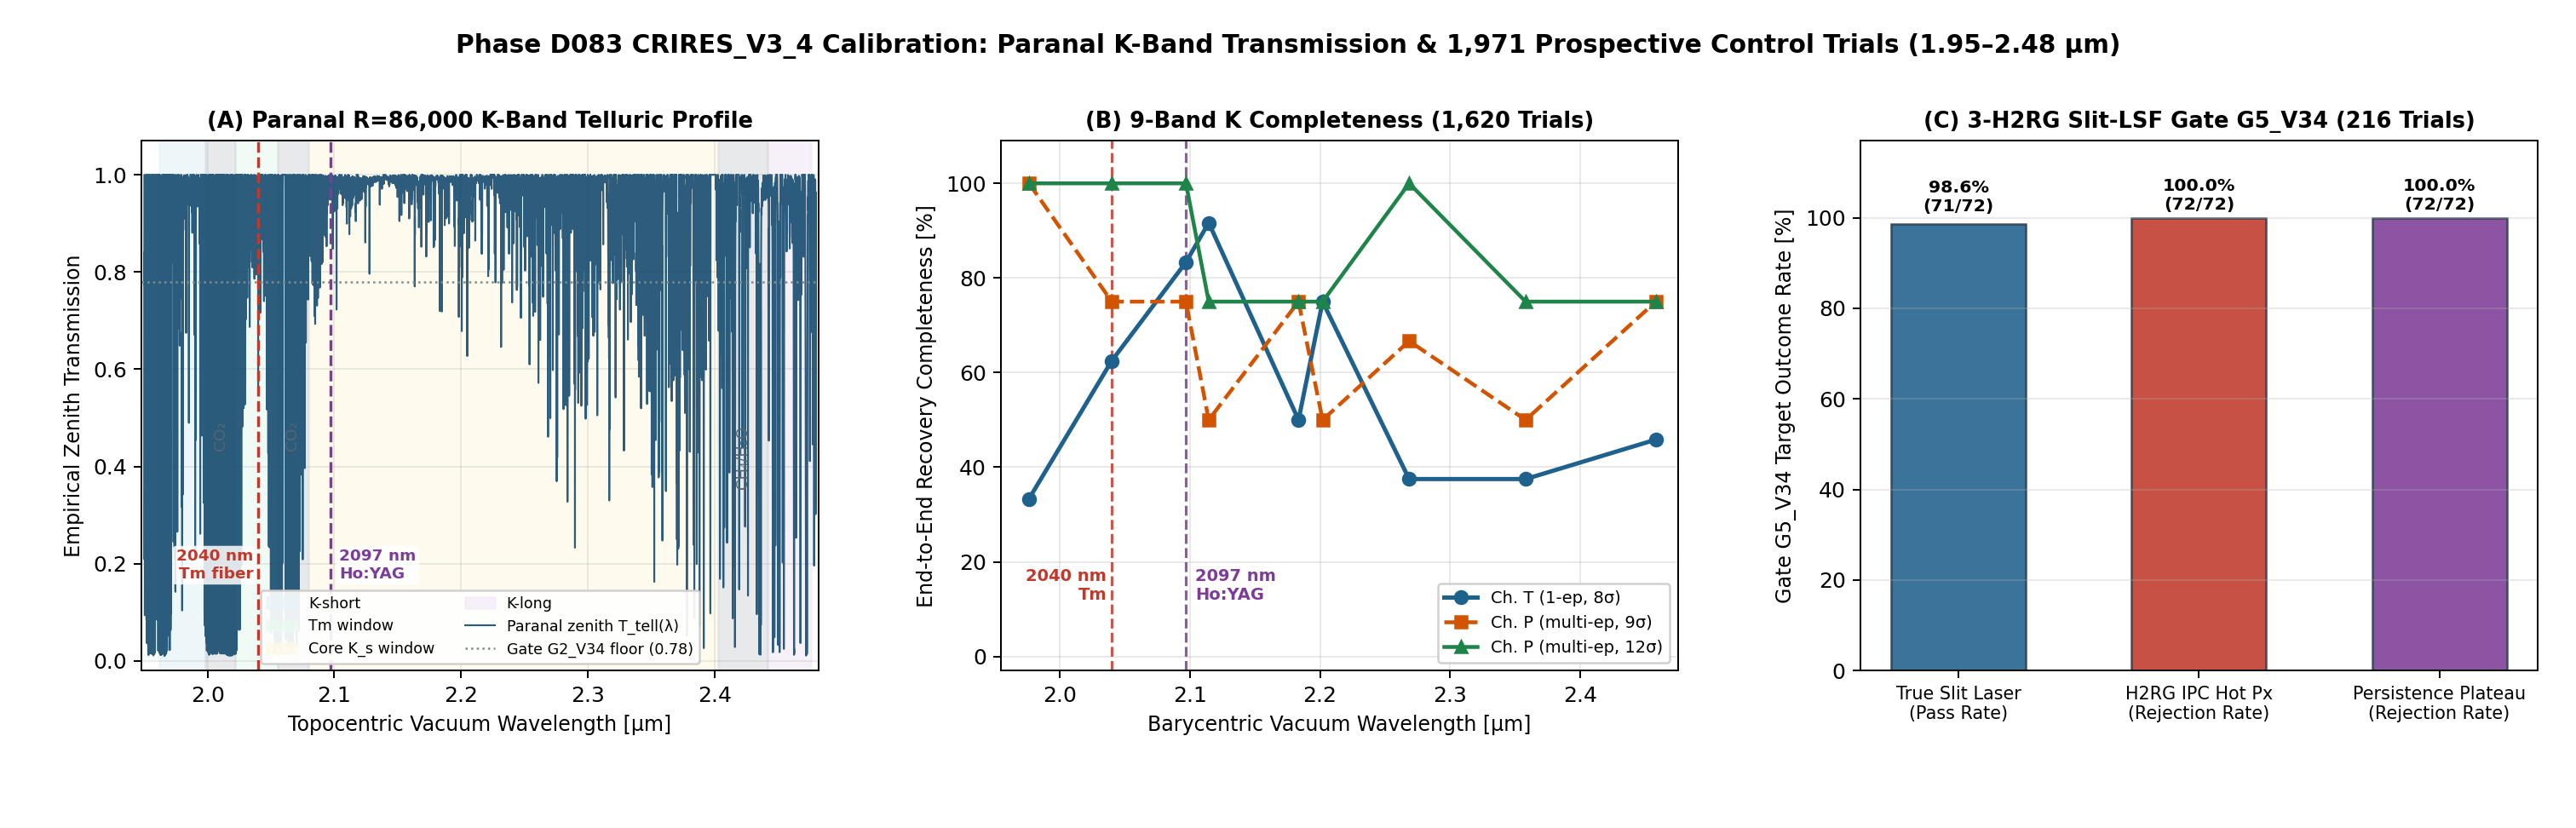 Phase D083 CRIRES_V3_4 Calibration: Paranal K-Band Transmission & 1,971 Prospective Control Trials (1.95–2.48 μm)
(A) Paranal R=86,000 K-Band Telluric Profile
Empirical Zenith Transmission
1.0
0.8
0.6
0.4
0.2
0.0
CO₂
CO₂
2040 nm
Tm fiber
2097 nm
Ho:YAG
K-short
Tm window
Core K_s window
K-long
Paranal zenith T_tell(λ)
Gate G2_V34 floor (0.78)
2.0
2.1
2.2
2.3
2.4
Topocentric Vacuum Wavelength [μm]
(B) 9-Band K Completeness (1,620 Trials)
End-to-End Recovery Completeness [%]
100
80
60
40
20
0
2040 nm
Tm
2097 nm
Ho:YAG
Ch. T (1-ep, 8σ)
Ch. P (multi-ep, 9σ)
Ch. P (multi-ep, 12σ)
2.0
2.1
2.2
2.3
2.4
Barycentric Vacuum Wavelength [μm]
(C) 3-H2RG Slit-LSF Gate G5_V34 (216 Trials)
Gate G5_V34 Target Outcome Rate [%]
100
80
60
40
20
0
98.6%
(71/72)
100.0%
(72/72)
100.0%
(72/72)
True Slit Laser
(Pass Rate)
H2RG IPC Hot Px
(Rejection Rate)
Persistence Plateau
(Rejection Rate)